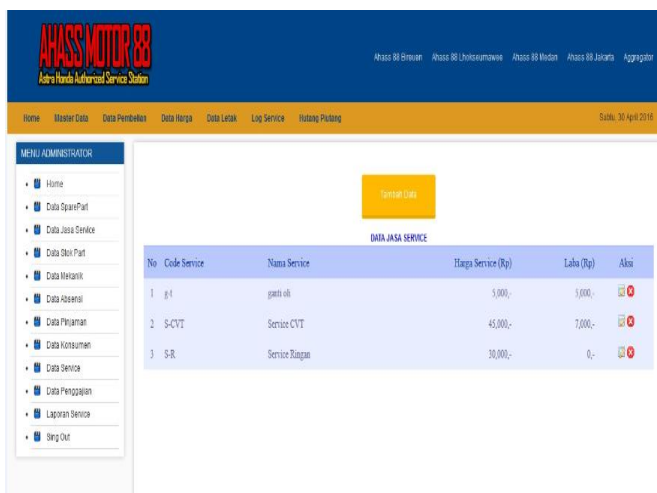 AHASS MOTOR 88
Astra Honda Authorized Service Station
Ahass 88 Bireuen Ahass 88 Lhokseumawee Ahass 88 Medan Ahass 88 Jakarta Aggregator
Home Master Data Data Pembelian Data Harga Data Letak Log Service Hutang Piutang Sabtu, 30 April 2016
MENU ADMINISTRATOR
Home
Data SparePart
Data Jasa Service
Data Stok Part
Data Mekanik
Data Absensi
Data Pinjaman
Data Konsumen
Data Service
Data Penggajian
Laporan Service
Sing Out
Tambah Data
DATA JASA SERVICE
No Code Service Nama Service Harga Service (Rp) Laba (Rp) Aksi
1 g-t ganti oli 5,000,- 5,000,-
2 S-CVT Service CVT 45,000,- 7,000,-
3 S-R Service Ringan 30,000,- 0,-